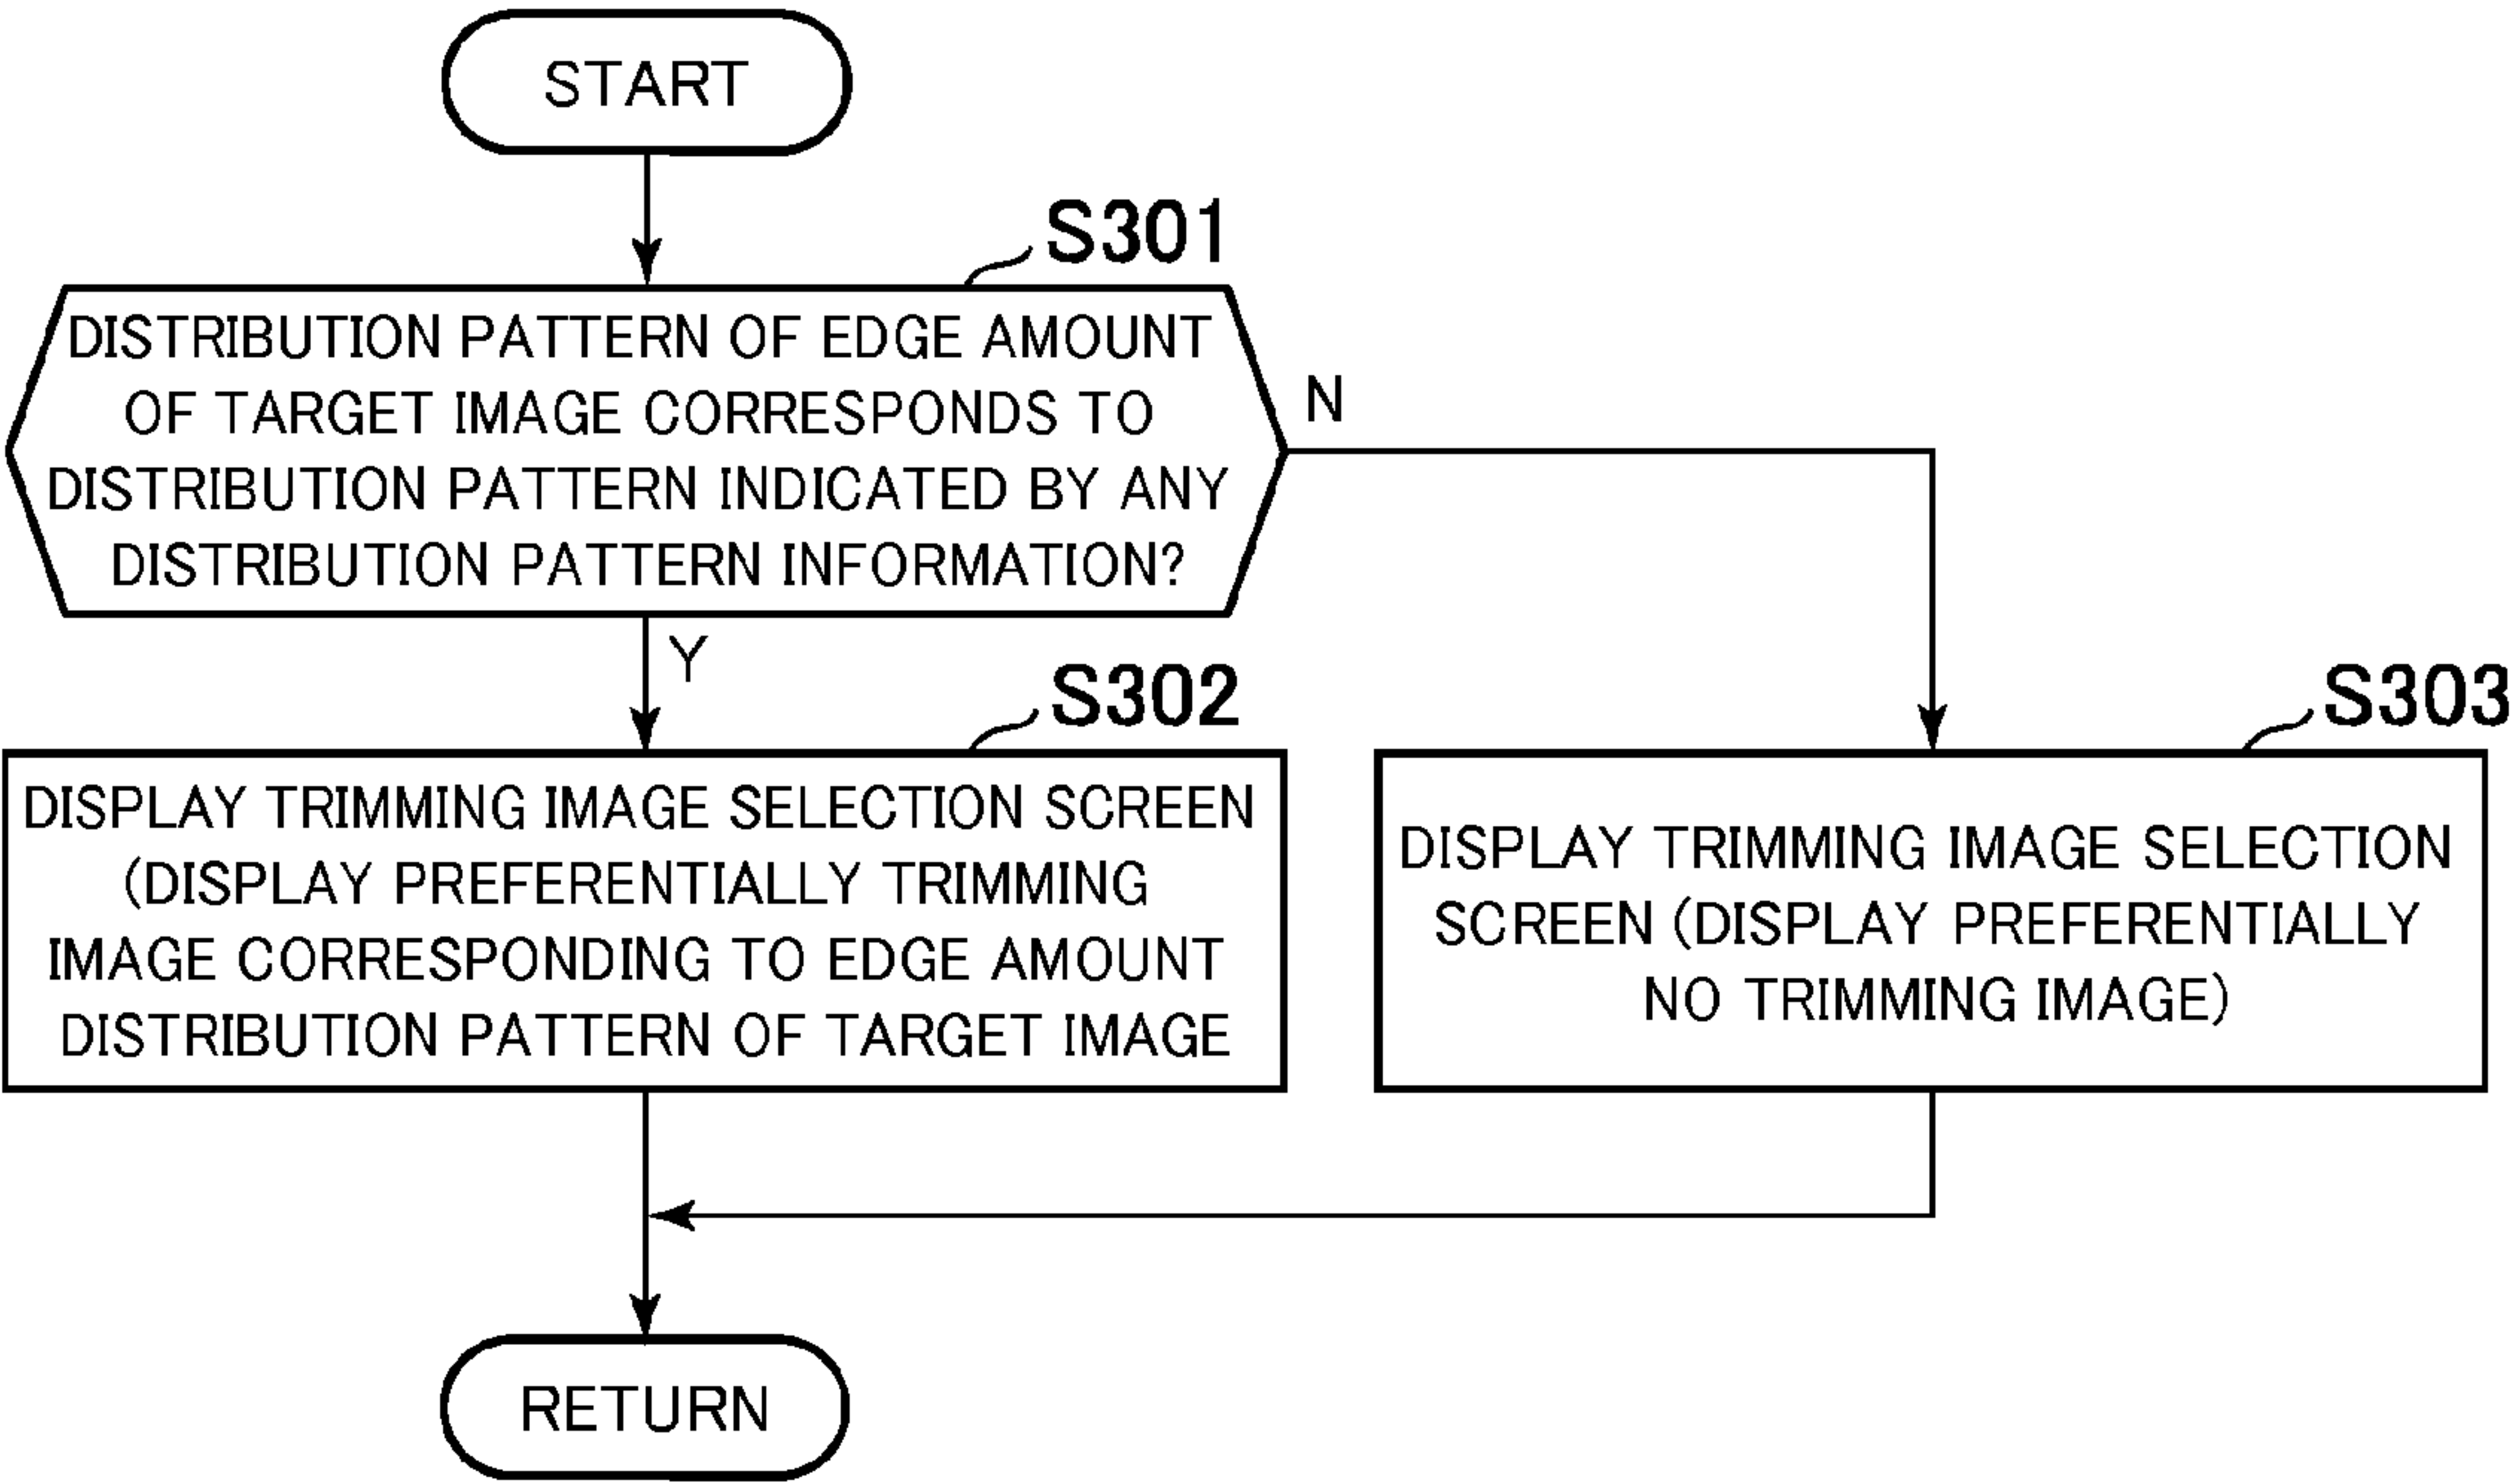 START
S301
DISTRIBUTION PATTERN OF EDGE AMOUNT
OF TARGET IMAGE CORRESPONDS TO
DISTRIBUTION PATTERN INDICATED BY ANY
DISTRIBUTION PATTERN INFORMATION?
N
Y
S302
DISPLAY TRIMMING IMAGE SELECTION SCREEN
(DISPLAY PREFERENTIALLY TRIMMING
IMAGE CORRESPONDING TO EDGE AMOUNT
DISTRIBUTION PATTERN OF TARGET IMAGE
S303
DISPLAY TRIMMING IMAGE SELECTION
SCREEN (DISPLAY PREFERENTIALLY
NO TRIMMING IMAGE)
RETURN